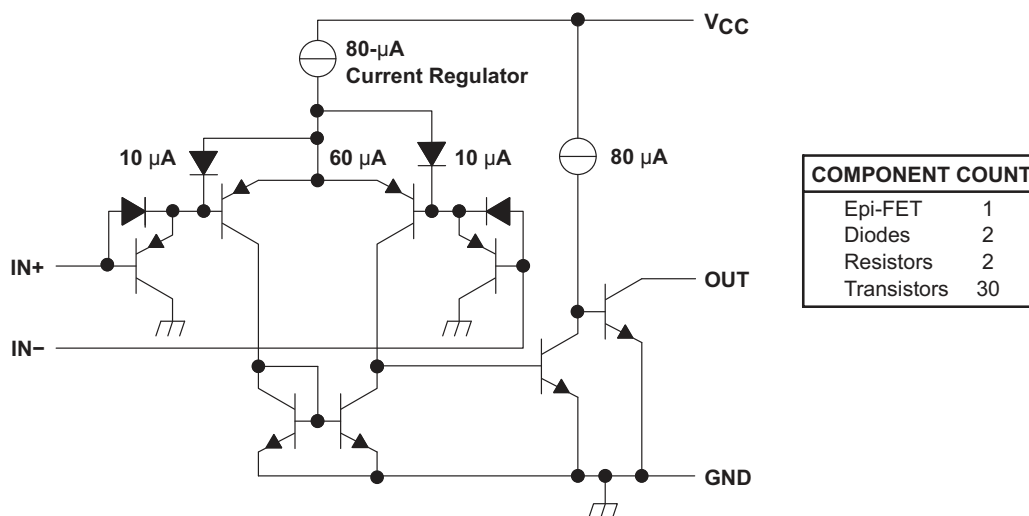 VCC
80-µA
Current Regulator
10 µA
60 µA
10 µA
80 µA
COMPONENT COUNT
Epi-FET 1
Diodes 2
Resistors 2
Transistors 30
IN+
OUT
IN−
GND